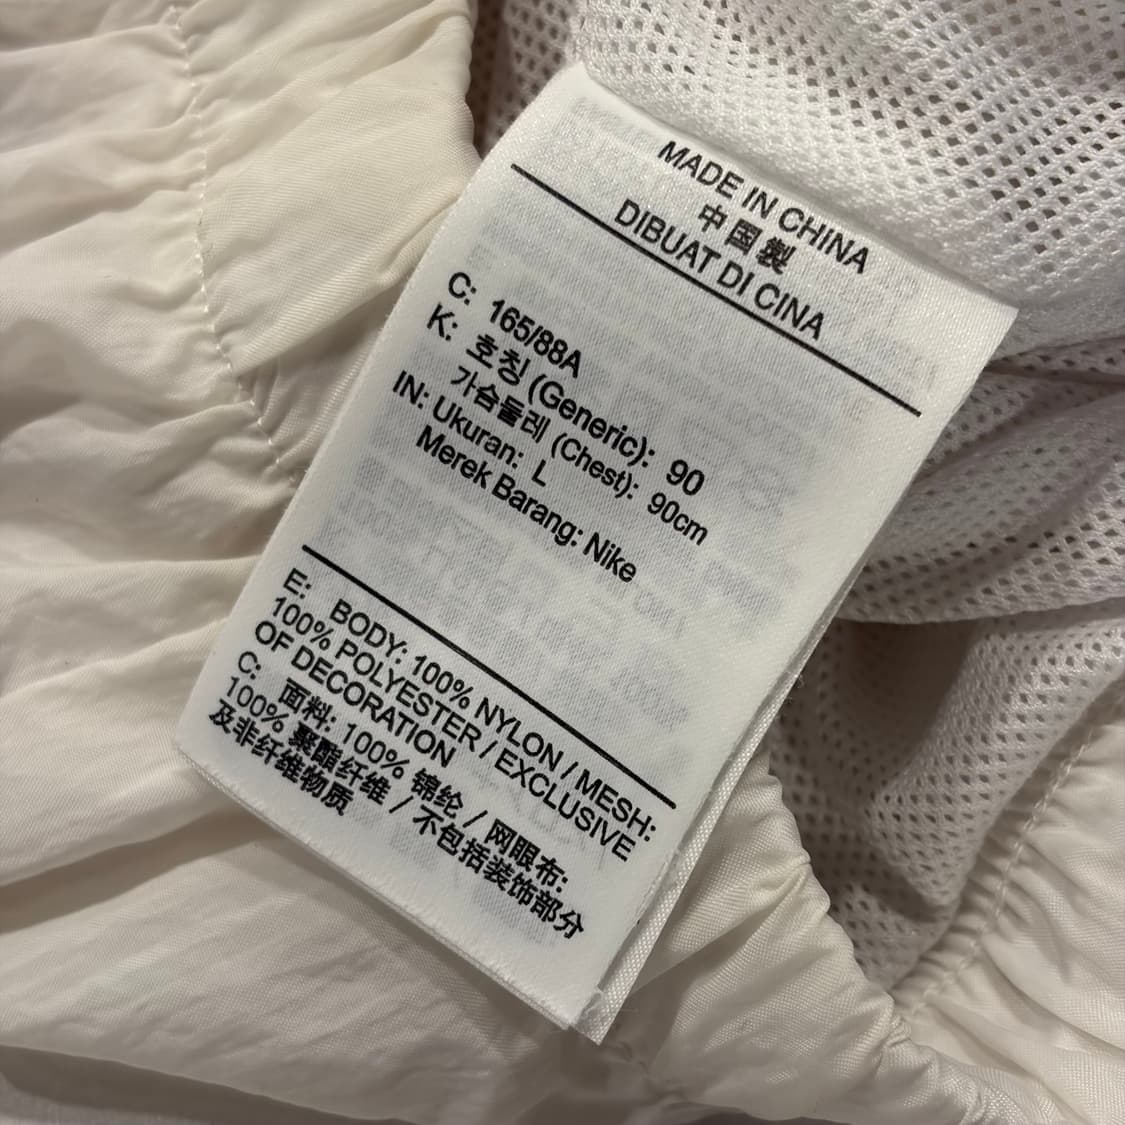 MADE IN CHINA
中国製
DIBUAT DI CINA
C: 165/88A
K: 호칭 (Generic): 90
가슴둘레 (Chest): 90cm
IN: Ukuran: L
Merek Barang: Nike
E: BODY: 100% NYLON / MESH:
100% POLYESTER / EXCLUSIVE
OF DECORATION
C: 面料: 100% 锦纶 / 网眼布:
100% 聚酯纤维 / 不包括装饰部分
及非纤维物质